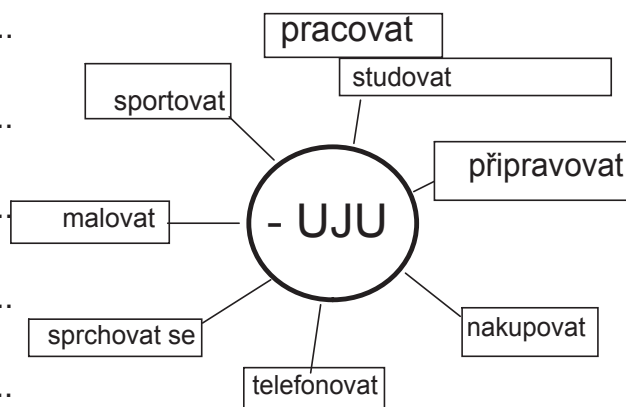 ..
pracovat
studovat
sportovat
..
připravovat
..
malovat
- UJU
..
sprchovat se
nakupovat
telefonovat
..